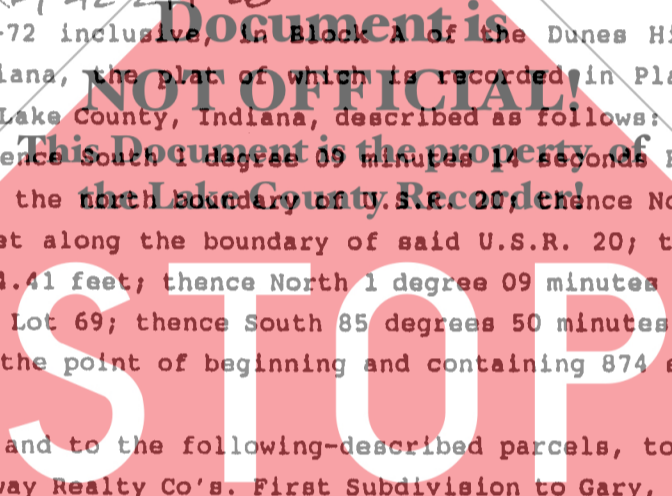 Document is
-72 inclusive, in Block A of the Dunes Hi
iana, the plat of which is recorded in Pla
NOT OFFICIAL!
Lake County, Indiana, described as follows:
This Document is the property of
ence South 1 degree 09 minutes 14 seconds E
the Lake County Recorder!
the north boundary of U.S.R. 20; thence No
et along the boundary of said U.S.R. 20; t
.41 feet; thence North 1 degree 09 minutes
Lot 69; thence South 85 degrees 50 minutes
the point of beginning and containing 874
STOP
and to the following-described parcels, to
way Realty Co's. First Subdivision to Gary,